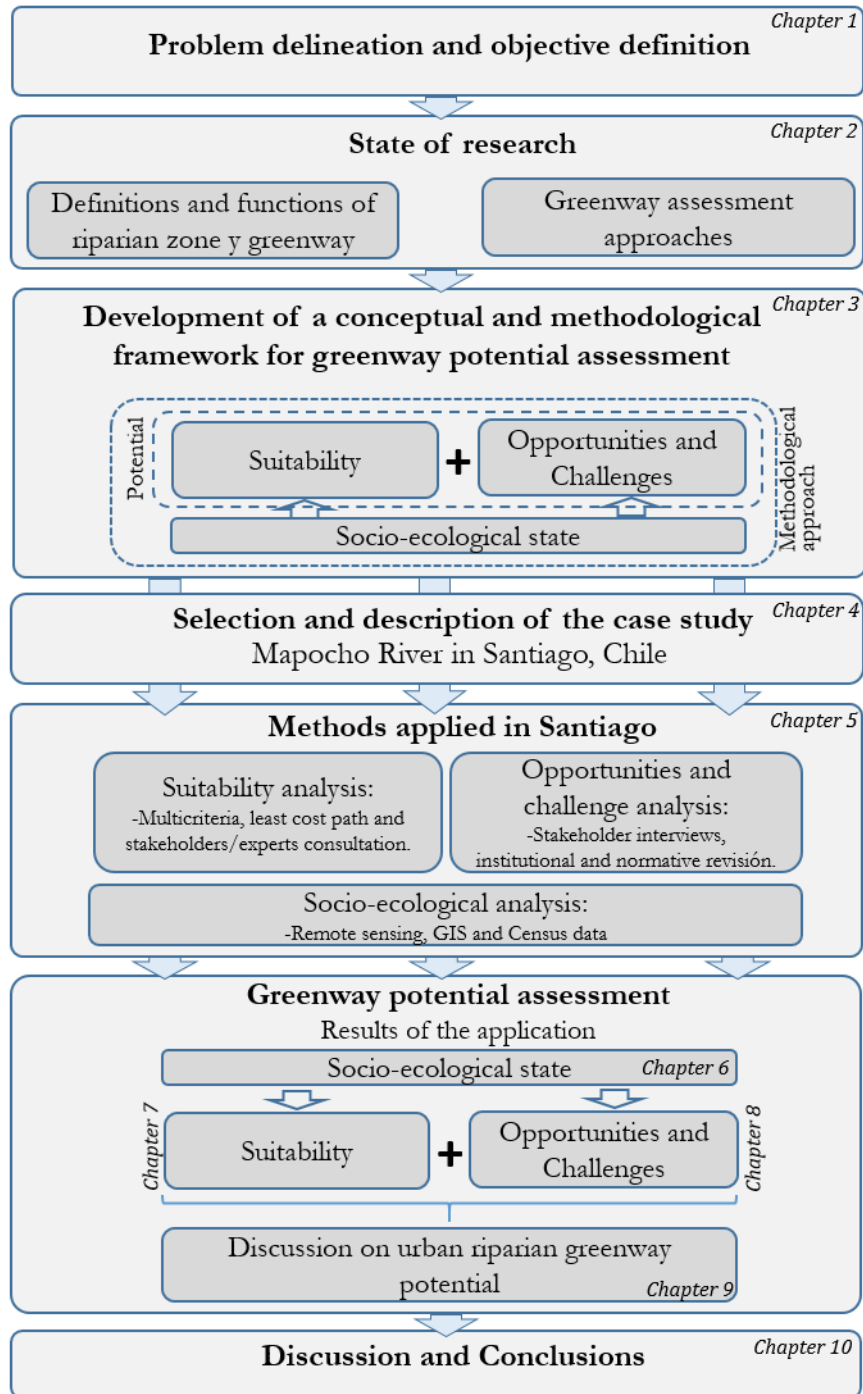 Chapter 1
Problem delineation and objective definition
Chapter 2
State of research
Definitions and functions of
riparian zone y greenway
Greenway assessment
approaches
Chapter 3
Development of a conceptual and methodological
framework for greenway potential assessment
Potential
Suitability
+
Opportunities and
Challenges
Methodological
approach
Socio-ecological state
Chapter 4
Selection and description of the case study
Mapocho River in Santiago, Chile
Chapter 5
Methods applied in Santiago
Suitability analysis:
-Multicriteria, least cost path and
stakeholders/experts consultation.
Opportunities and
challenge analysis:
-Stakeholder interviews,
institutional and normative revisión.
Socio-ecological analysis:
-Remote sensing, GIS and Census data
Greenway potential assessment
Results of the application
Socio-ecological state
Chapter 6
Chapter 7
Suitability
+
Opportunities and
Challenges
Chapter 8
Discussion on urban riparian greenway
potential
Chapter 9
Chapter 10
Discussion and Conclusions